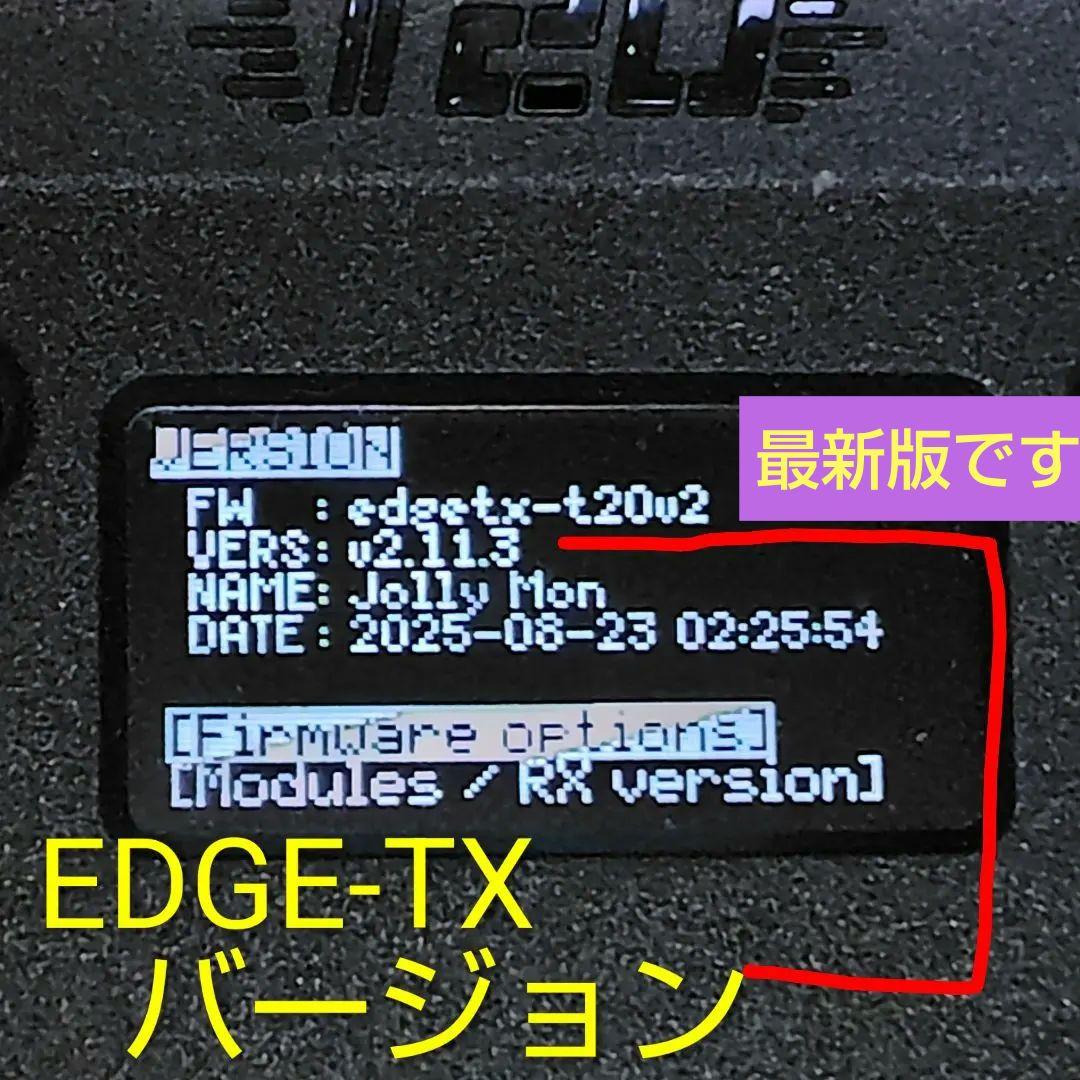 T20
VERSION
最新版です
FW : edgetx-t20v2
VERS: v2.11.3
NAME: Jolly Mon
DATE: 2025-08-23 02:25:54
[Firmware options]
[Modules / RX version]
EDGE-TX
バージョン